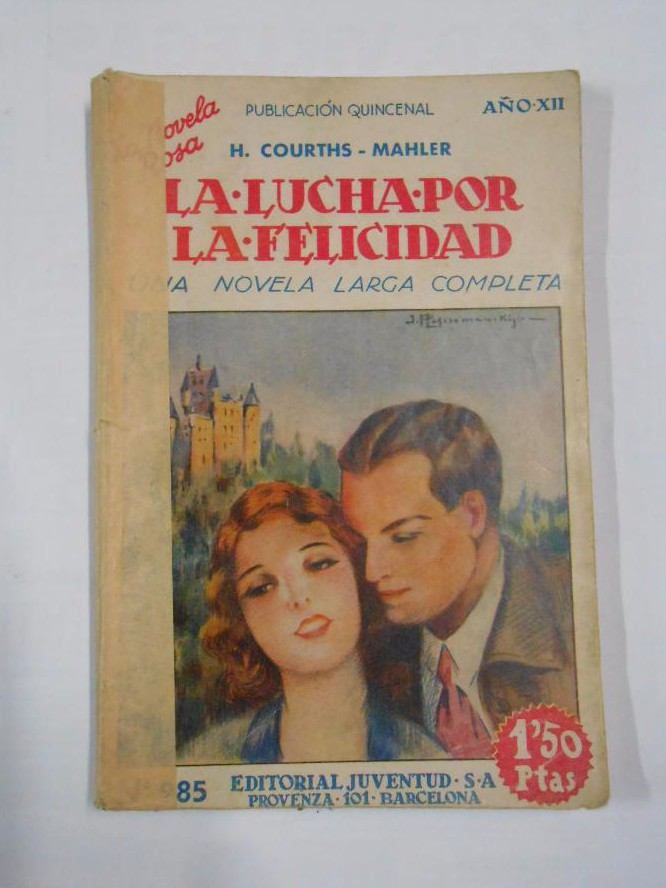 La Novela
Rosa
PUBLICACIÓN QUINCENAL
AÑO·XII
H. COURTHS - MAHLER
LA·LUCHA·POR
LA·FELICIDAD
UNA NOVELA LARGA COMPLETA
1'50
Ptas
85
EDITORIAL JUVENTUD·S·A
PROVENZA·101·BARCELONA